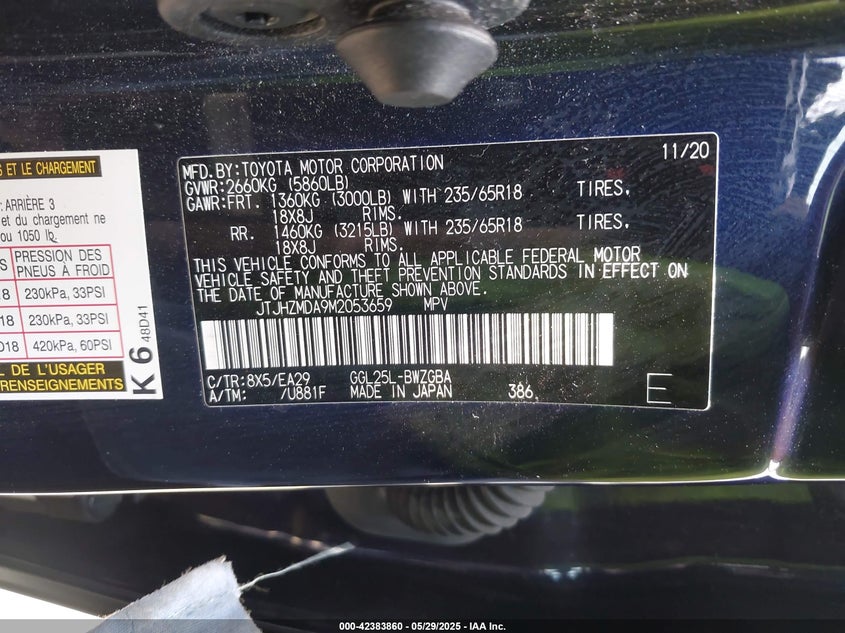 S ET LE CHARGEMENT
: ARRIÈRE 3
et du chargement ne
ou 1050 lb.
S PRESSION DES
PNEUS À FROID
18 230kPa, 33PSI
18 230kPa, 33PSI
D18 420kPa, 60PSI
L DE L'USAGER
RENSEIGNEMENTS
K 6 48D41
MFD. BY: TOYOTA MOTOR CORPORATION 11/20
GVWR: 2660KG (5860LB)
GAWR: FRT. 1360KG (3000LB) WITH 235/65R18 TIRES.
18X8J RIMS.
RR. 1460KG (3215LB) WITH 235/65R18 TIRES.
18X8J RIMS.
THIS VEHICLE CONFORMS TO ALL APPLICABLE FEDERAL MOTOR
VEHICLE SAFETY AND THEFT PREVENTION STANDARDS IN EFFECT ON
THE DATE OF MANUFACTURE SHOWN ABOVE.
JTJHZMDA9M2053659 MPV
C/TR: 8X5/EA29 GGL25L-BWZGBA
A/TM: /U881F MADE IN JAPAN 386
E
000-42383860 - 05/29/2025 - IAA Inc.